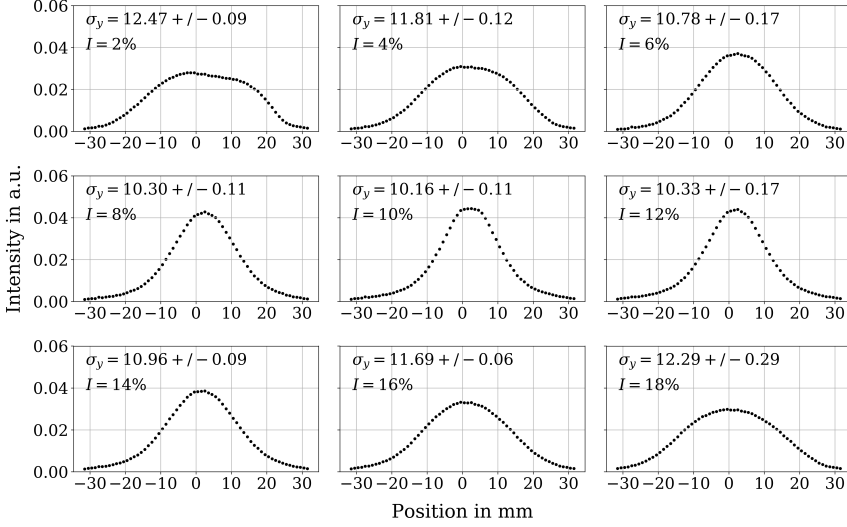 σy = 12.47 +/− 0.09
I = 2%
0.06
0.04
0.02
0.00
−30 −20 −10 0 10 20 30
σy = 11.81 +/− 0.12
I = 4%
−30 −20 −10 0 10 20 30
σy = 10.78 +/− 0.17
I = 6%
−30 −20 −10 0 10 20 30
Intensity in a.u.
σy = 10.30 +/− 0.11
I = 8%
0.06
0.04
0.02
0.00
−30 −20 −10 0 10 20 30
σy = 10.16 +/− 0.11
I = 10%
−30 −20 −10 0 10 20 30
σy = 10.33 +/− 0.17
I = 12%
−30 −20 −10 0 10 20 30
σy = 10.96 +/− 0.09
I = 14%
0.06
0.04
0.02
0.00
−30 −20 −10 0 10 20 30
σy = 11.69 +/− 0.06
I = 16%
−30 −20 −10 0 10 20 30
σy = 12.29 +/− 0.29
I = 18%
−30 −20 −10 0 10 20 30
Position in mm